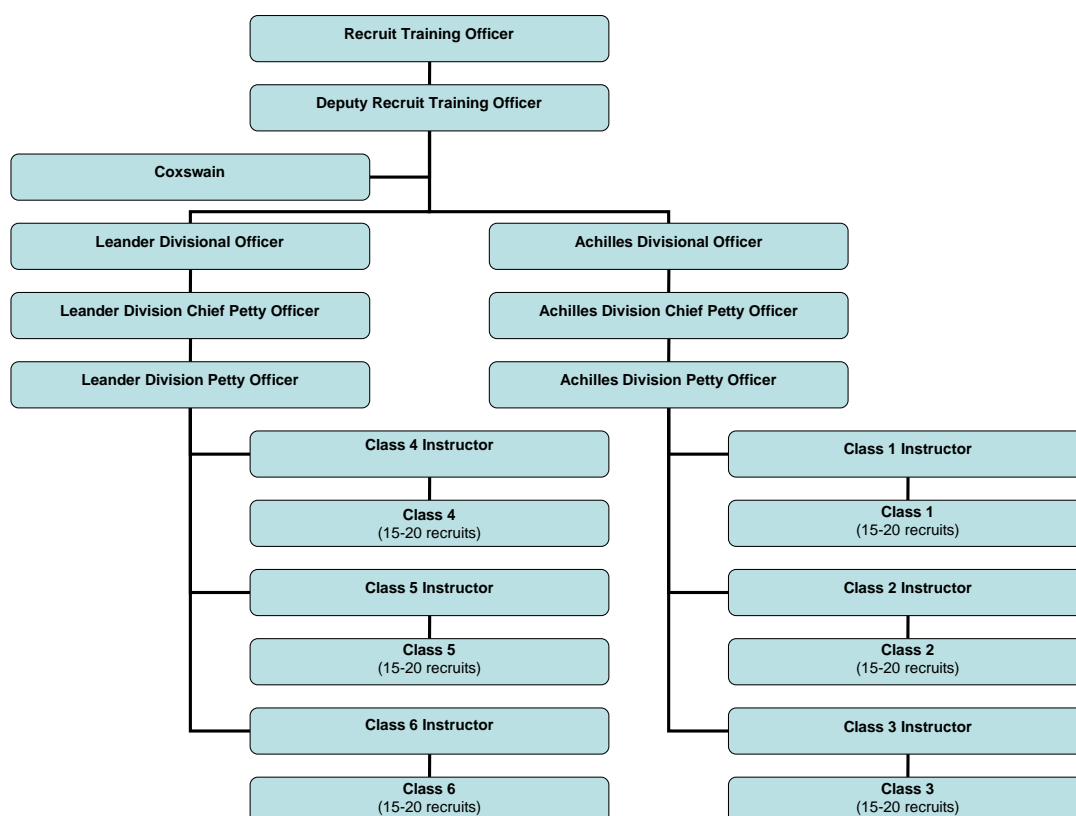 Recruit Training Officer
Deputy Recruit Training Officer
Coxswain
Leander Divisional Officer
Achilles Divisional Officer
Leander Division Chief Petty Officer
Achilles Division Chief Petty Officer
Leander Division Petty Officer
Achilles Division Petty Officer
Class 4 Instructor
Class 1 Instructor
Class 4
(15-20 recruits)
Class 1
(15-20 recruits)
Class 5 Instructor
Class 2 Instructor
Class 5
(15-20 recruits)
Class 2
(15-20 recruits)
Class 6 Instructor
Class 3 Instructor
Class 6
(15-20 recruits)
Class 3
(15-20 recruits)